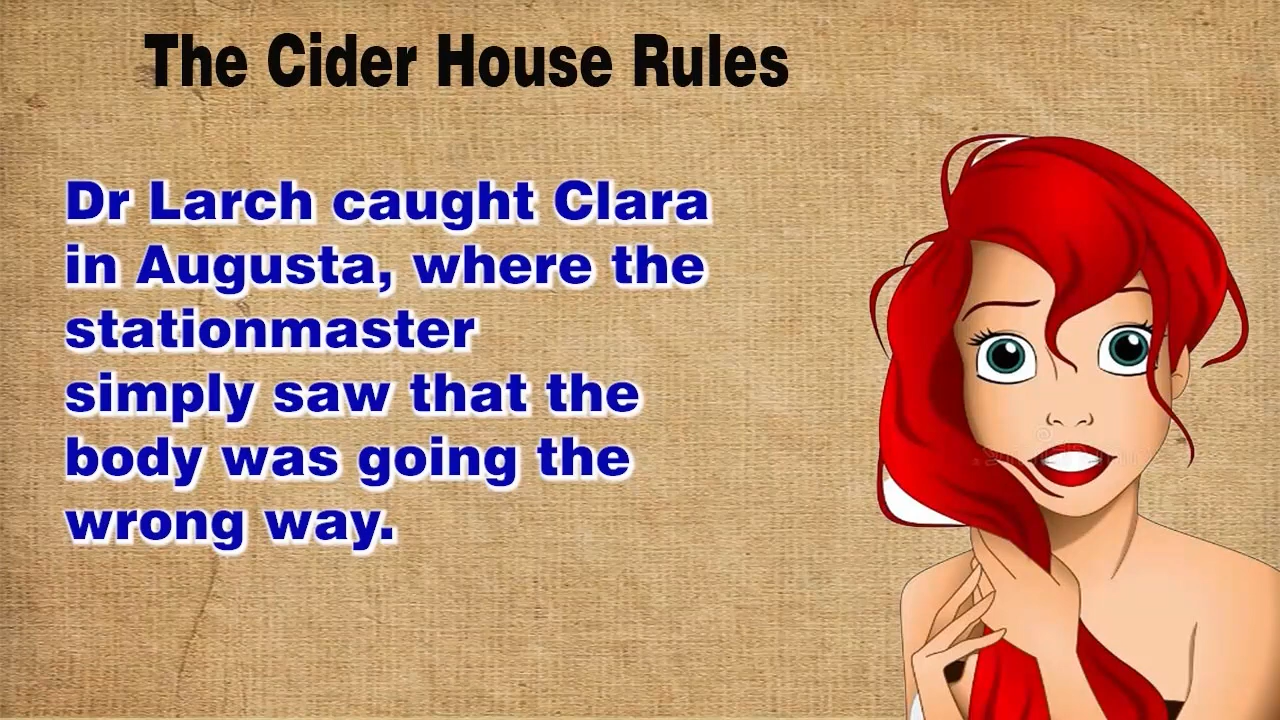 The Cider House Rules
Dr Larch caught Clara
in Augusta, where the
stationmaster
simply saw that the
body was going the
wrong way.